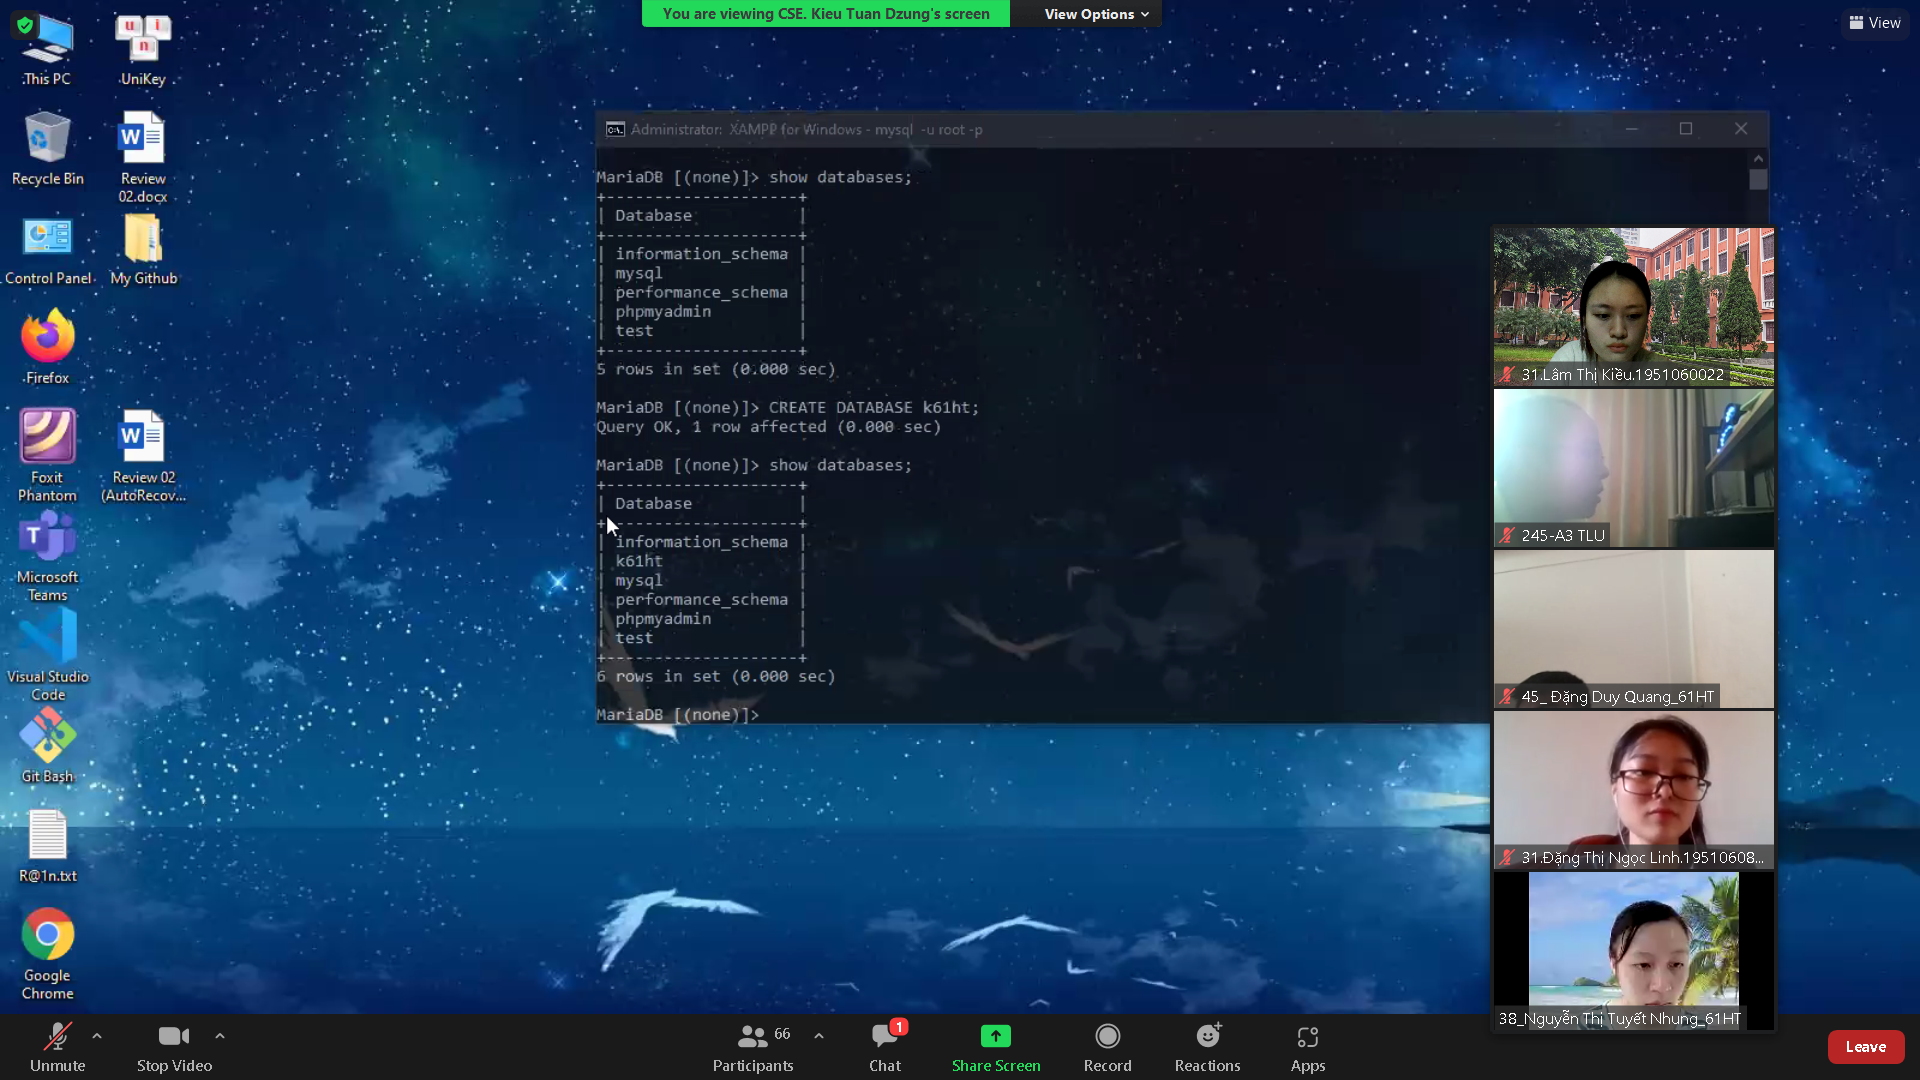 You are viewing CSE. Kieu Tuan Dzung's screen
View Options
View
This PC
UniKey
Recycle Bin
Review 02.docx
Control Panel
My Github
Firefox
Foxit Phantom
Review 02 (AutoRecov...
Microsoft Teams
Visual Studio Code
Git Bash
R@1n.txt
Google Chrome
Administrator: XAMPP for Windows - mysql -u root -p
MariaDB [(none)]> show databases;
+--------------------+
| Database           |
+--------------------+
| information_schema |
| mysql              |
| performance_schema |
| phpmyadmin         |
| test               |
+--------------------+
5 rows in set (0.000 sec)
MariaDB [(none)]> CREATE DATABASE k61ht;
Query OK, 1 row affected (0.000 sec)
MariaDB [(none)]> show databases;
+--------------------+
| Database           |
+--------------------+
| information_schema |
| k61ht              |
| mysql              |
| performance_schema |
| phpmyadmin         |
| test               |
+--------------------+
6 rows in set (0.000 sec)
MariaDB [(none)]>
31.Lâm Thị Kiều.1951060022
245-A3 TLU
45_ Đặng Duy Quang_61HT
31.Đặng Thị Ngọc Linh.19510608...
38_Nguyễn Thị Tuyết Nhung_61HT
Unmute
Stop Video
Participants
66
Chat
1
Share Screen
Record
Reactions
Apps
Leave